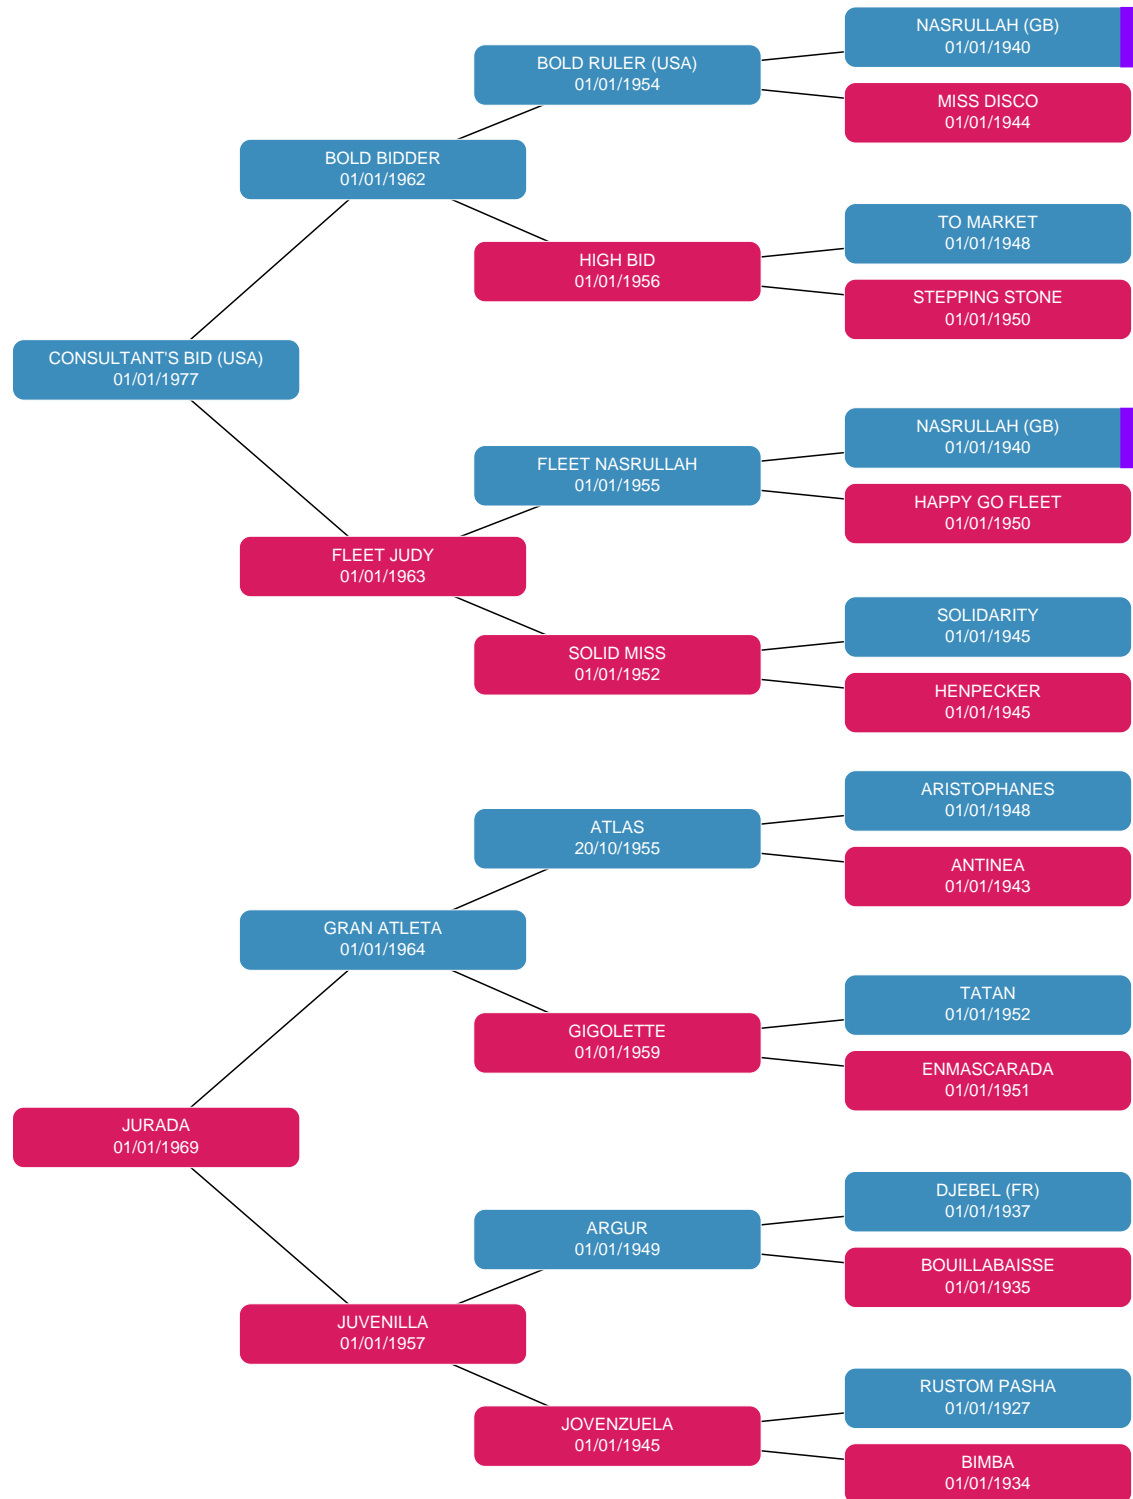 NASRULLAH (GB)
01/01/1940
BOLD RULER (USA)
01/01/1954
MISS DISCO
01/01/1944
BOLD BIDDER
01/01/1962
TO MARKET
01/01/1948
HIGH BID
01/01/1956
STEPPING STONE
01/01/1950
CONSULTANT'S BID (USA)
01/01/1977
NASRULLAH (GB)
01/01/1940
FLEET NASRULLAH
01/01/1955
HAPPY GO FLEET
01/01/1950
FLEET JUDY
01/01/1963
SOLIDARITY
01/01/1945
SOLID MISS
01/01/1952
HENPECKER
01/01/1945
ARISTOPHANES
01/01/1948
ATLAS
20/10/1955
ANTINEA
01/01/1943
GRAN ATLETA
01/01/1964
TATAN
01/01/1952
GIGOLETTE
01/01/1959
ENMASCARADA
01/01/1951
JURADA
01/01/1969
DJEBEL (FR)
01/01/1937
ARGUR
01/01/1949
BOUILLABAISSE
01/01/1935
JUVENILLA
01/01/1957
RUSTOM PASHA
01/01/1927
JOVENZUELA
01/01/1945
BIMBA
01/01/1934